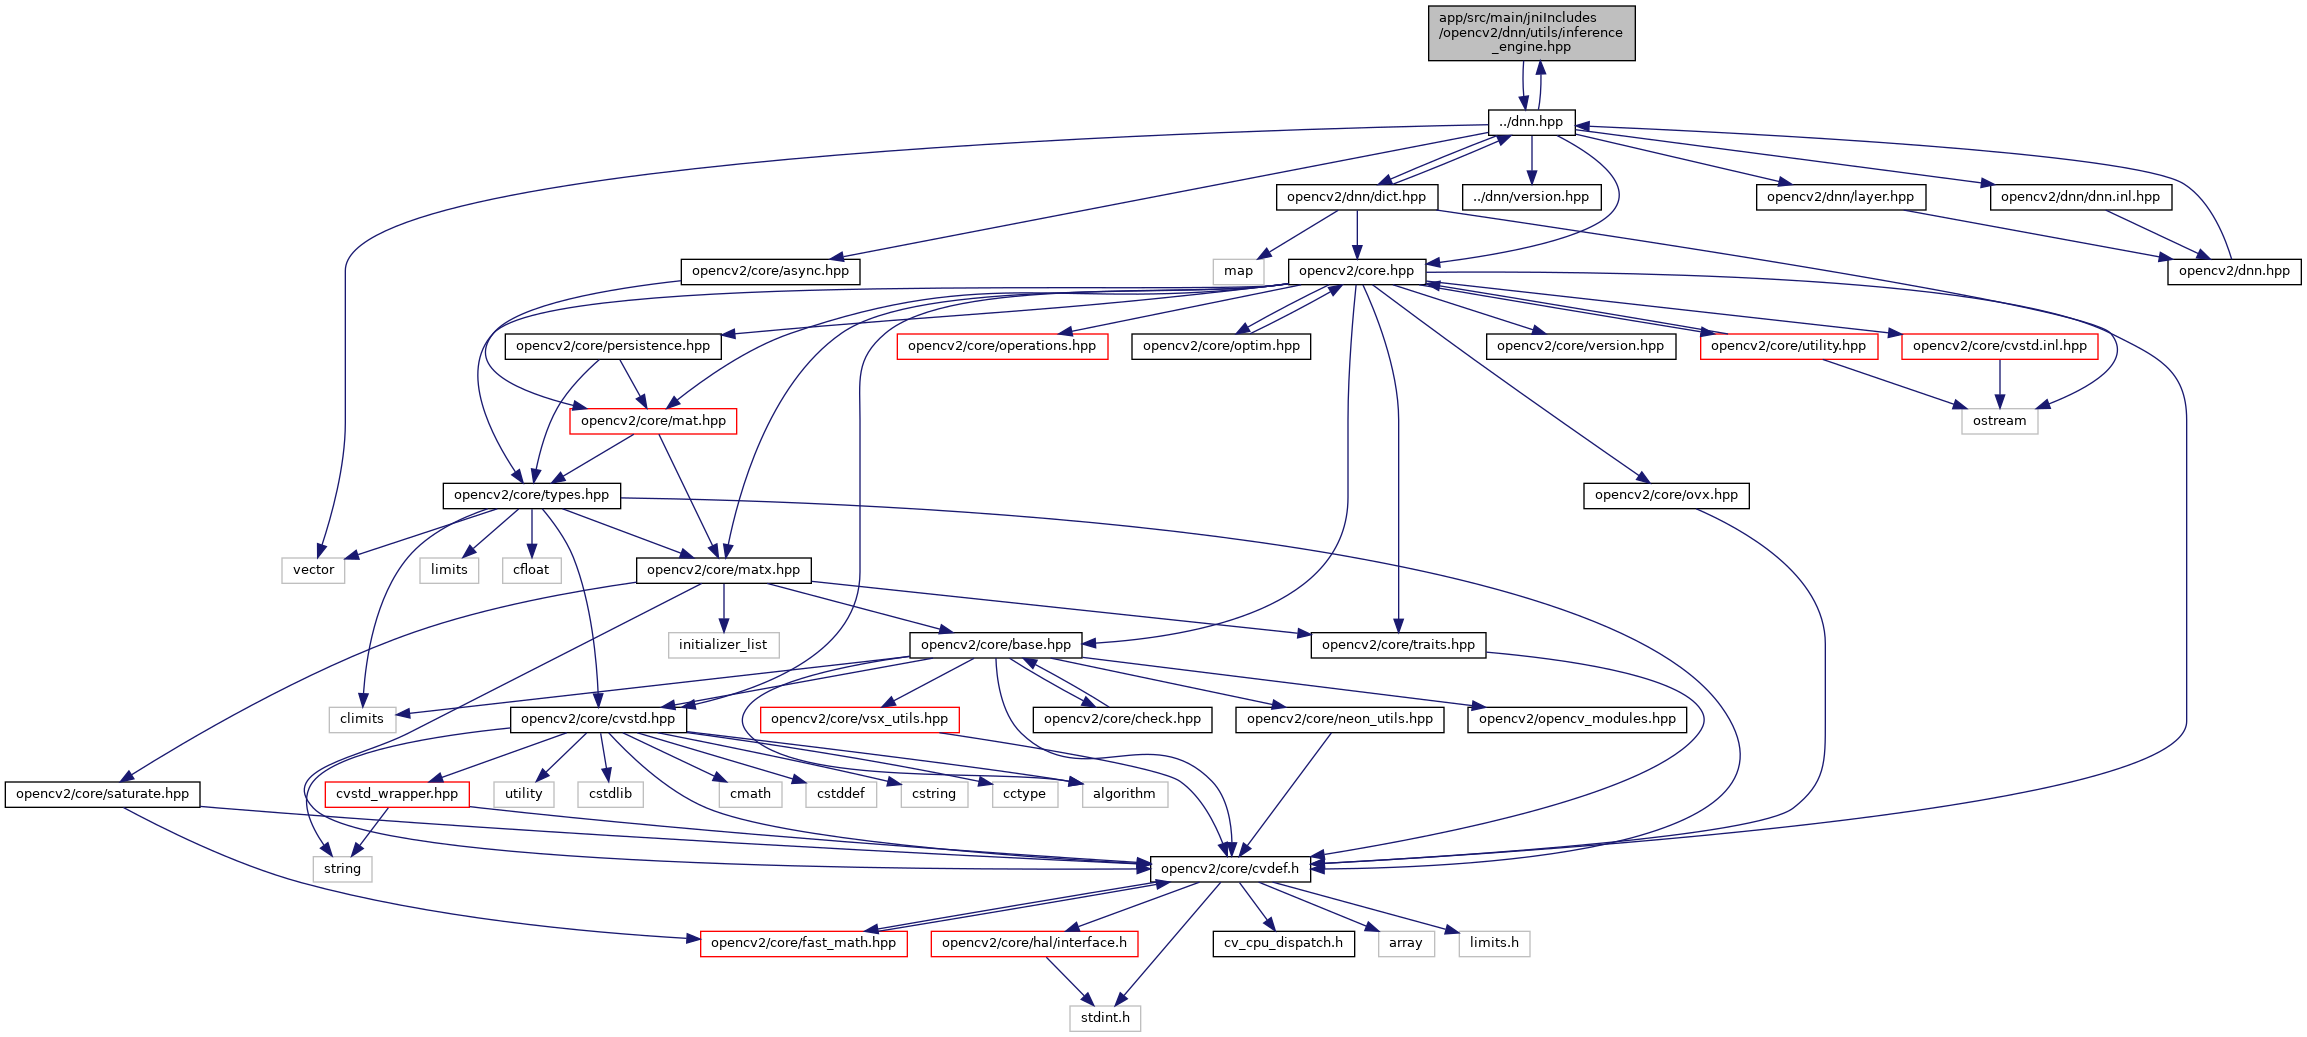 app/src/main/jniIncludes
/opencv2/dnn/utils/inference
_engine.hpp
../dnn.hpp
opencv2/dnn/dict.hpp
../dnn/version.hpp
opencv2/dnn/layer.hpp
opencv2/dnn/dnn.inl.hpp
opencv2/core/async.hpp
map
opencv2/core.hpp
opencv2/dnn.hpp
opencv2/core/persistence.hpp
opencv2/core/operations.hpp
opencv2/core/optim.hpp
opencv2/core/version.hpp
opencv2/core/utility.hpp
opencv2/core/cvstd.inl.hpp
opencv2/core/mat.hpp
ostream
opencv2/core/types.hpp
opencv2/core/ovx.hpp
vector
limits
cfloat
opencv2/core/matx.hpp
initializer_list
opencv2/core/base.hpp
opencv2/core/traits.hpp
climits
opencv2/core/cvstd.hpp
opencv2/core/vsx_utils.hpp
opencv2/core/check.hpp
opencv2/core/neon_utils.hpp
opencv2/opencv_modules.hpp
opencv2/core/saturate.hpp
cvstd_wrapper.hpp
utility
cstdlib
cmath
cstddef
cstring
cctype
algorithm
string
opencv2/core/cvdef.h
opencv2/core/fast_math.hpp
opencv2/core/hal/interface.h
cv_cpu_dispatch.h
array
limits.h
stdint.h